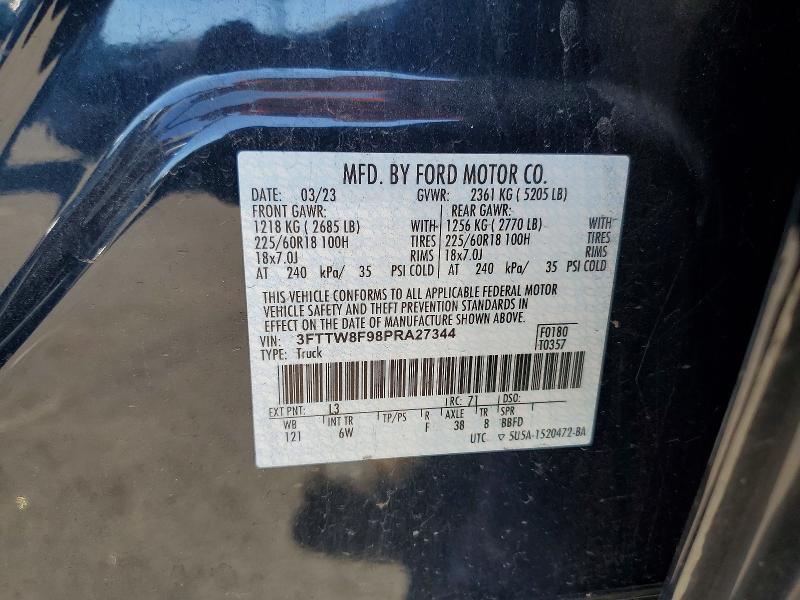 MFD. BY FORD MOTOR CO.
DATE: 03/23 GVWR: 2361 KG ( 5205 LB)
FRONT GAWR: REAR GAWR:
1218 KG ( 2685 LB) WITH 1256 KG ( 2770 LB) WITH
225/60R18 100H TIRES 225/60R18 100H TIRES
18x7.0J RIMS 18x7.0J RIMS
AT 240 kPa/ 35 PSI COLD AT 240 kPa/ 35 PSI COLD
THIS VEHICLE CONFORMS TO ALL APPLICABLE FEDERAL MOTOR
VEHICLE SAFETY AND THEFT PREVENTION STANDARDS IN
EFFECT ON THE DATE OF MANUFACTURE SHOWN ABOVE.
VIN: 3FTTW8F98PRA27344 F0180
TYPE: Truck T0357
EXT PNT: L3 RC: 71 DSO:
WB INT TR TP/PS R AXLE TR SPR
121 6W F 38 8 BBFD
UTC ▽ 5U5A-1520472-BA